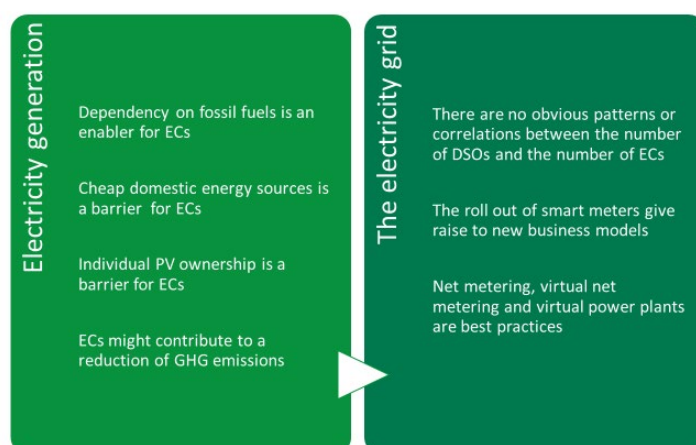 Electricity generation
Dependency on fossil fuels is an
enabler for ECs
Cheap domestic energy sources is
a barrier for ECs
Individual PV ownership is a
barrier for ECs
ECs might contribute to a
reduction of GHG emissions
The electricity grid
There are no obvious patterns or
correlations between the number
of DSOs and the number of ECs
The roll out of smart meters give
raise to new business models
Net metering, virtual net
metering and virtual power plants
are best practices